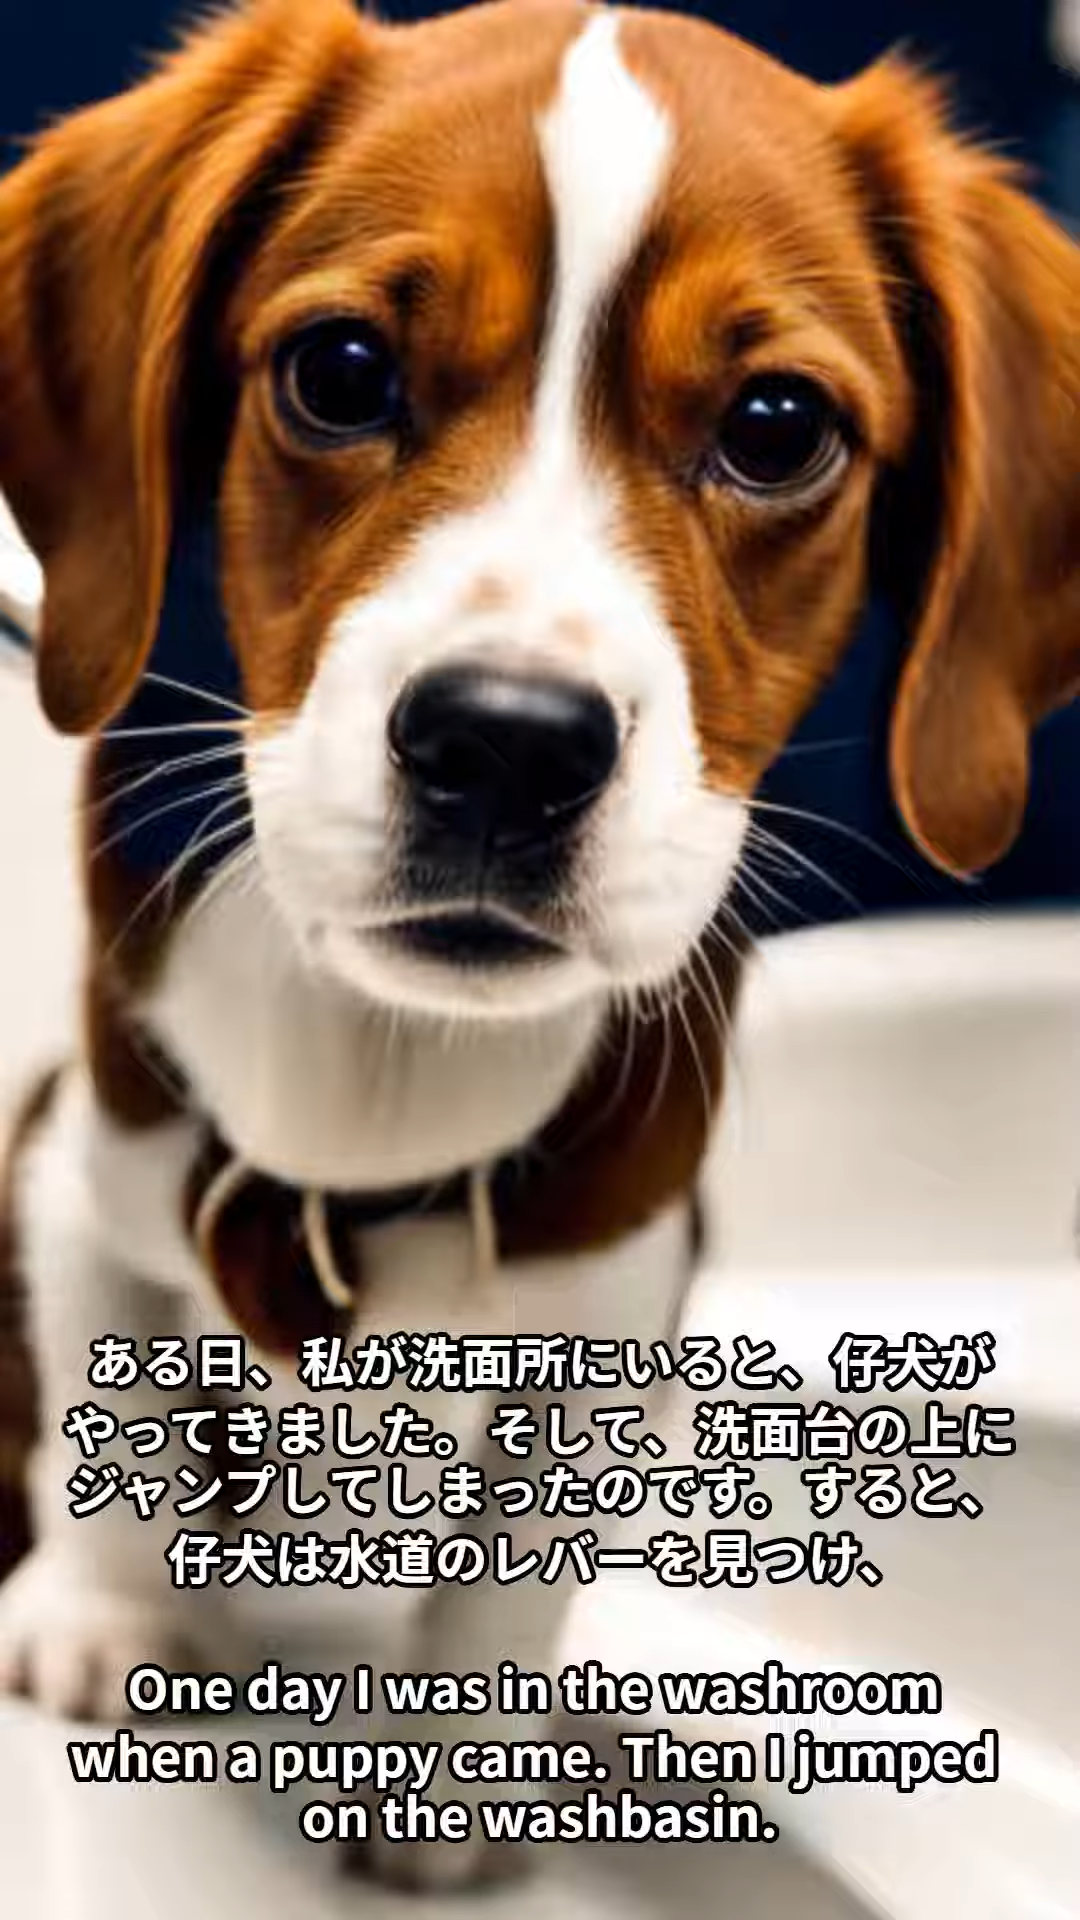 ある日、私が洗面所にいると、仔犬が
やってきました。そして、洗面台の上に
ジャンプしてしまったのです。すると、
仔犬は水道のレバーを見つけ、
One day I was in the washroom
when a puppy came. Then I jumped
on the washbasin.